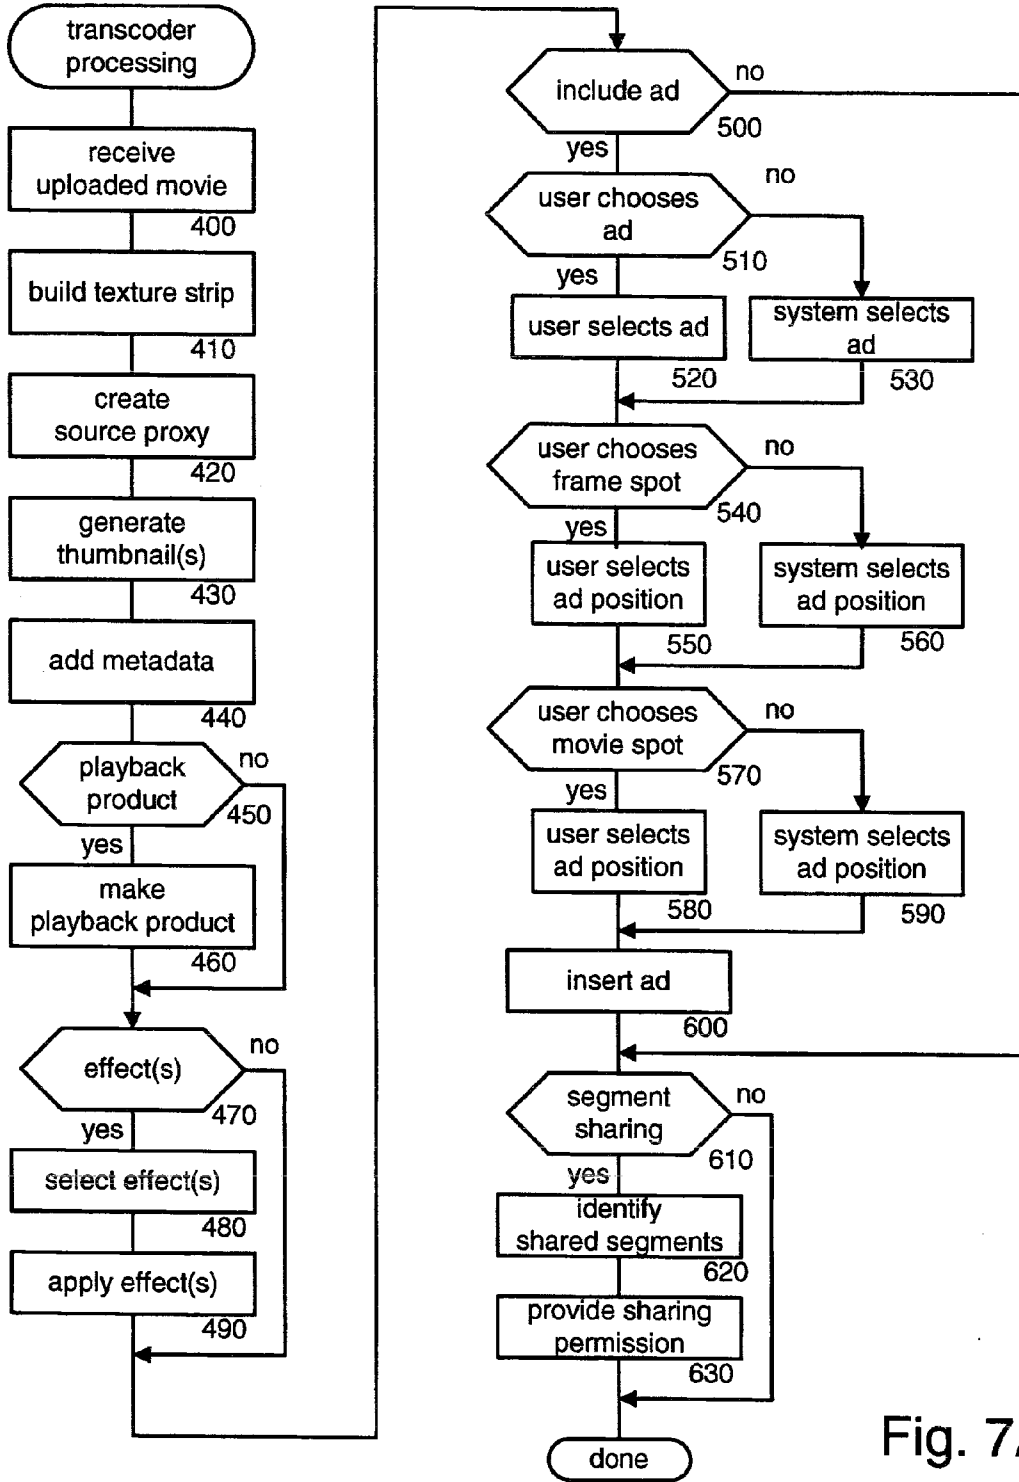 transcoder
processing
receive
uploaded movie
400
build texture strip
410
create
source proxy
420
generate
thumbnail(s)
430
add metadata
440
playback
product
no
450
yes
make
playback product
460
effect(s)
no
470
yes
select effect(s)
480
apply effect(s)
490
include ad
no
500
yes
user chooses
ad
no
510
yes
user selects ad
520
system selects
ad
530
user chooses
frame spot
no
540
yes
user selects
ad position
550
system selects
ad position
560
user chooses
movie spot
no
570
yes
user selects
ad position
580
system selects
ad position
590
insert ad
600
segment
sharing
no
610
yes
identify
shared segments
620
provide sharing
permission
630
done
Fig. 7